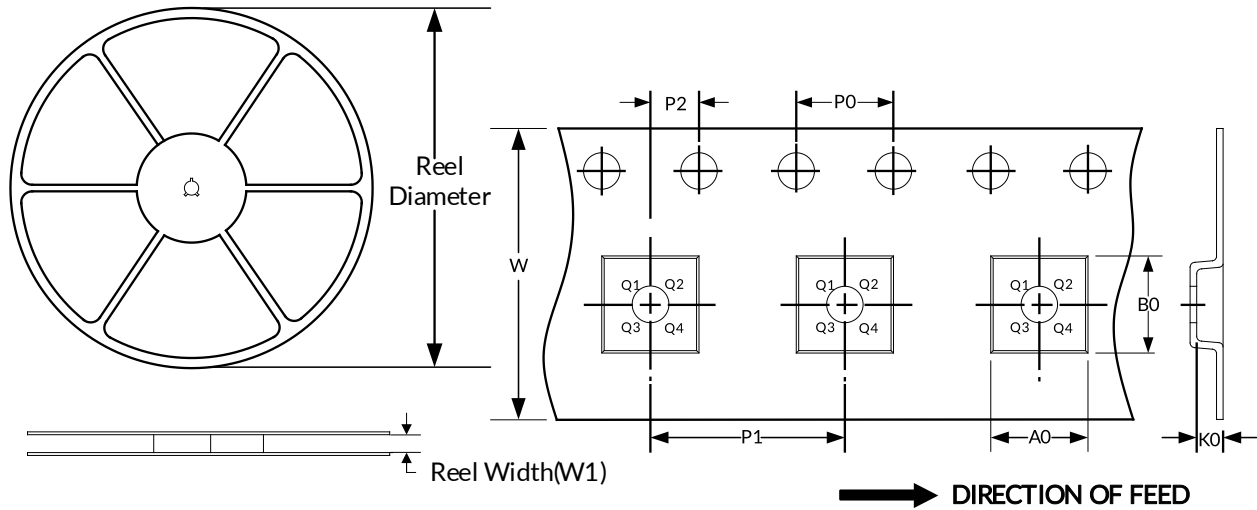 P2
P0
Reel
Diameter
W
Q1 Q2
Q3 Q4
Q1 Q2
Q3 Q4
Q1 Q2
Q3 Q4
B0
P1
A0
K0
Reel Width(W1)
DIRECTION OF FEED